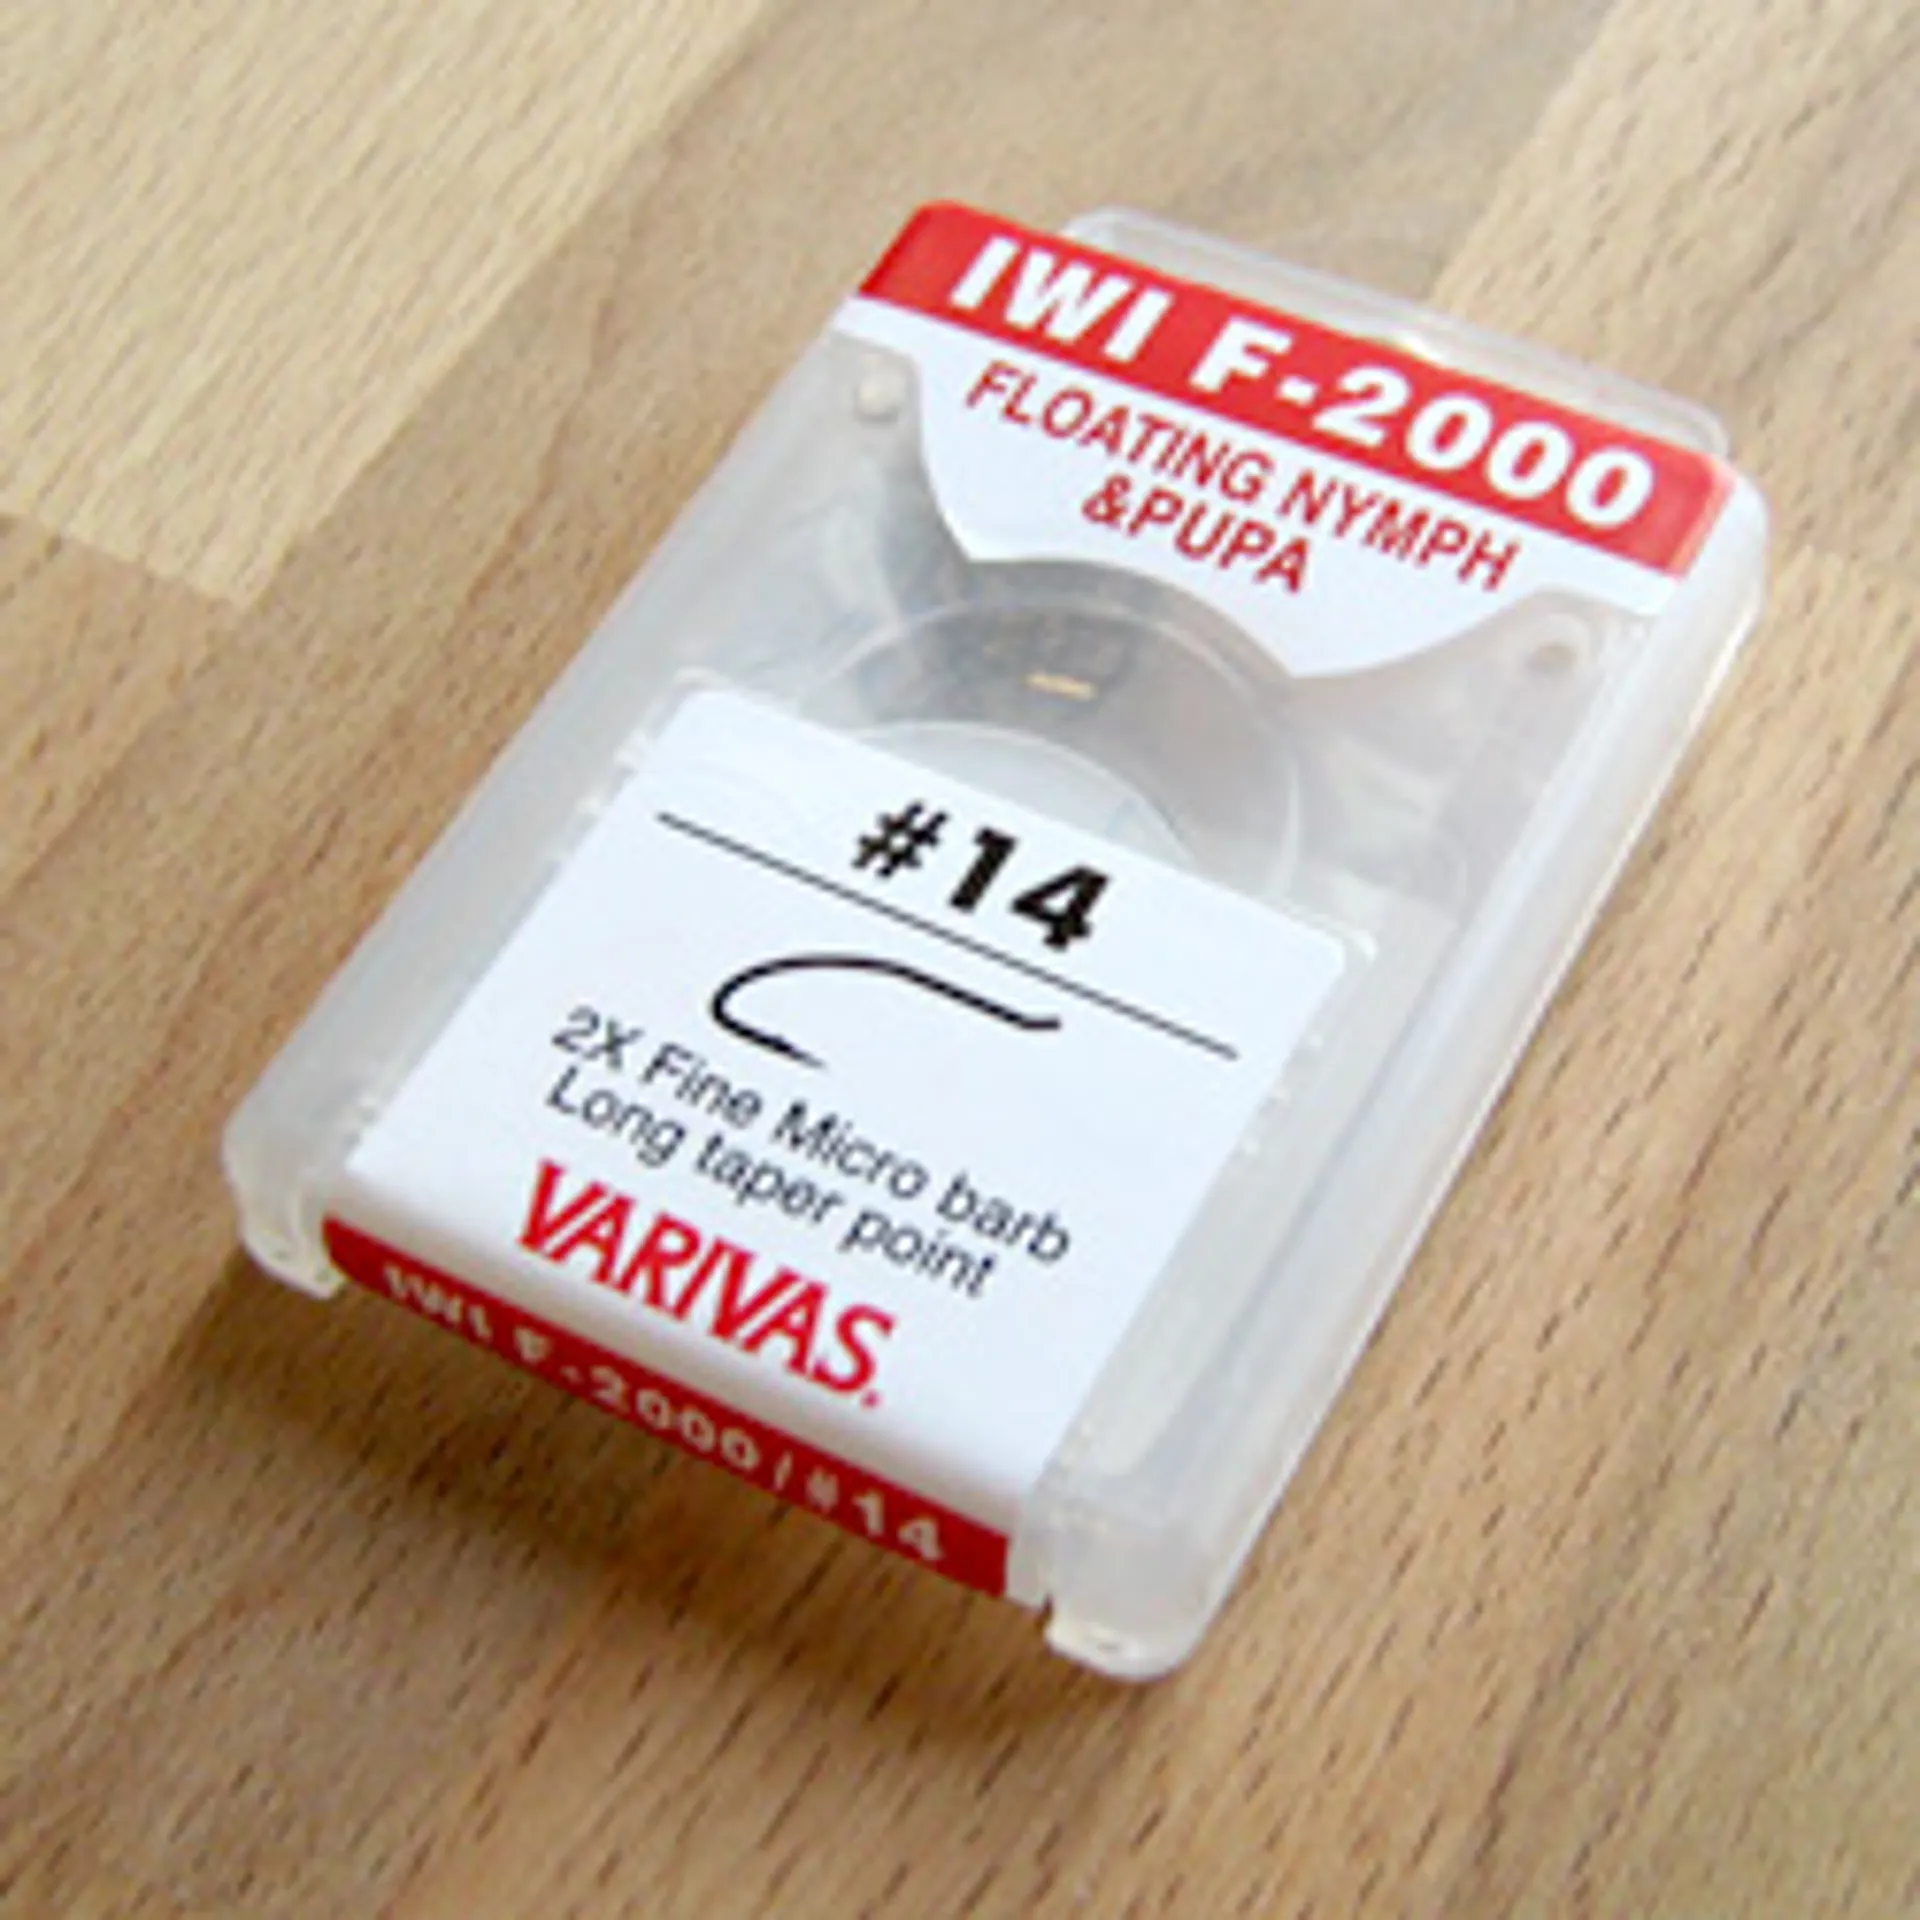 IWI F-2000
FLOATING NYMPH
&PUPA
#14
2X Fine Micro barb
Long taper point
VARIVAS.
IWI F-2000/#14